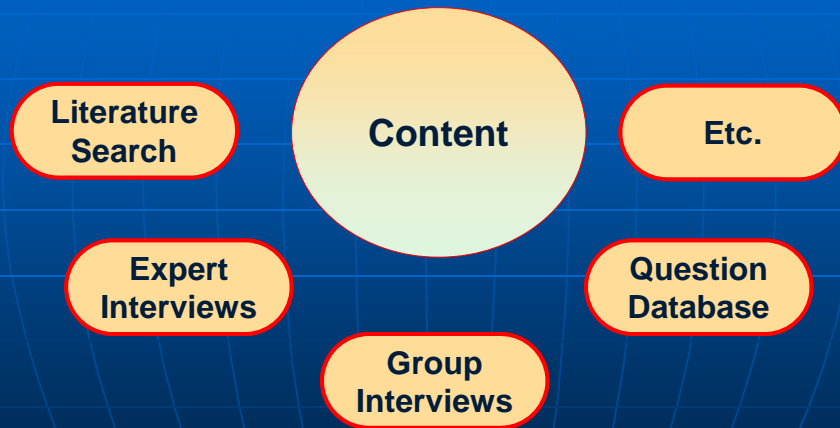 Literature
Search
Content
Etc.
Expert
Interviews
Question
Database
Group
Interviews